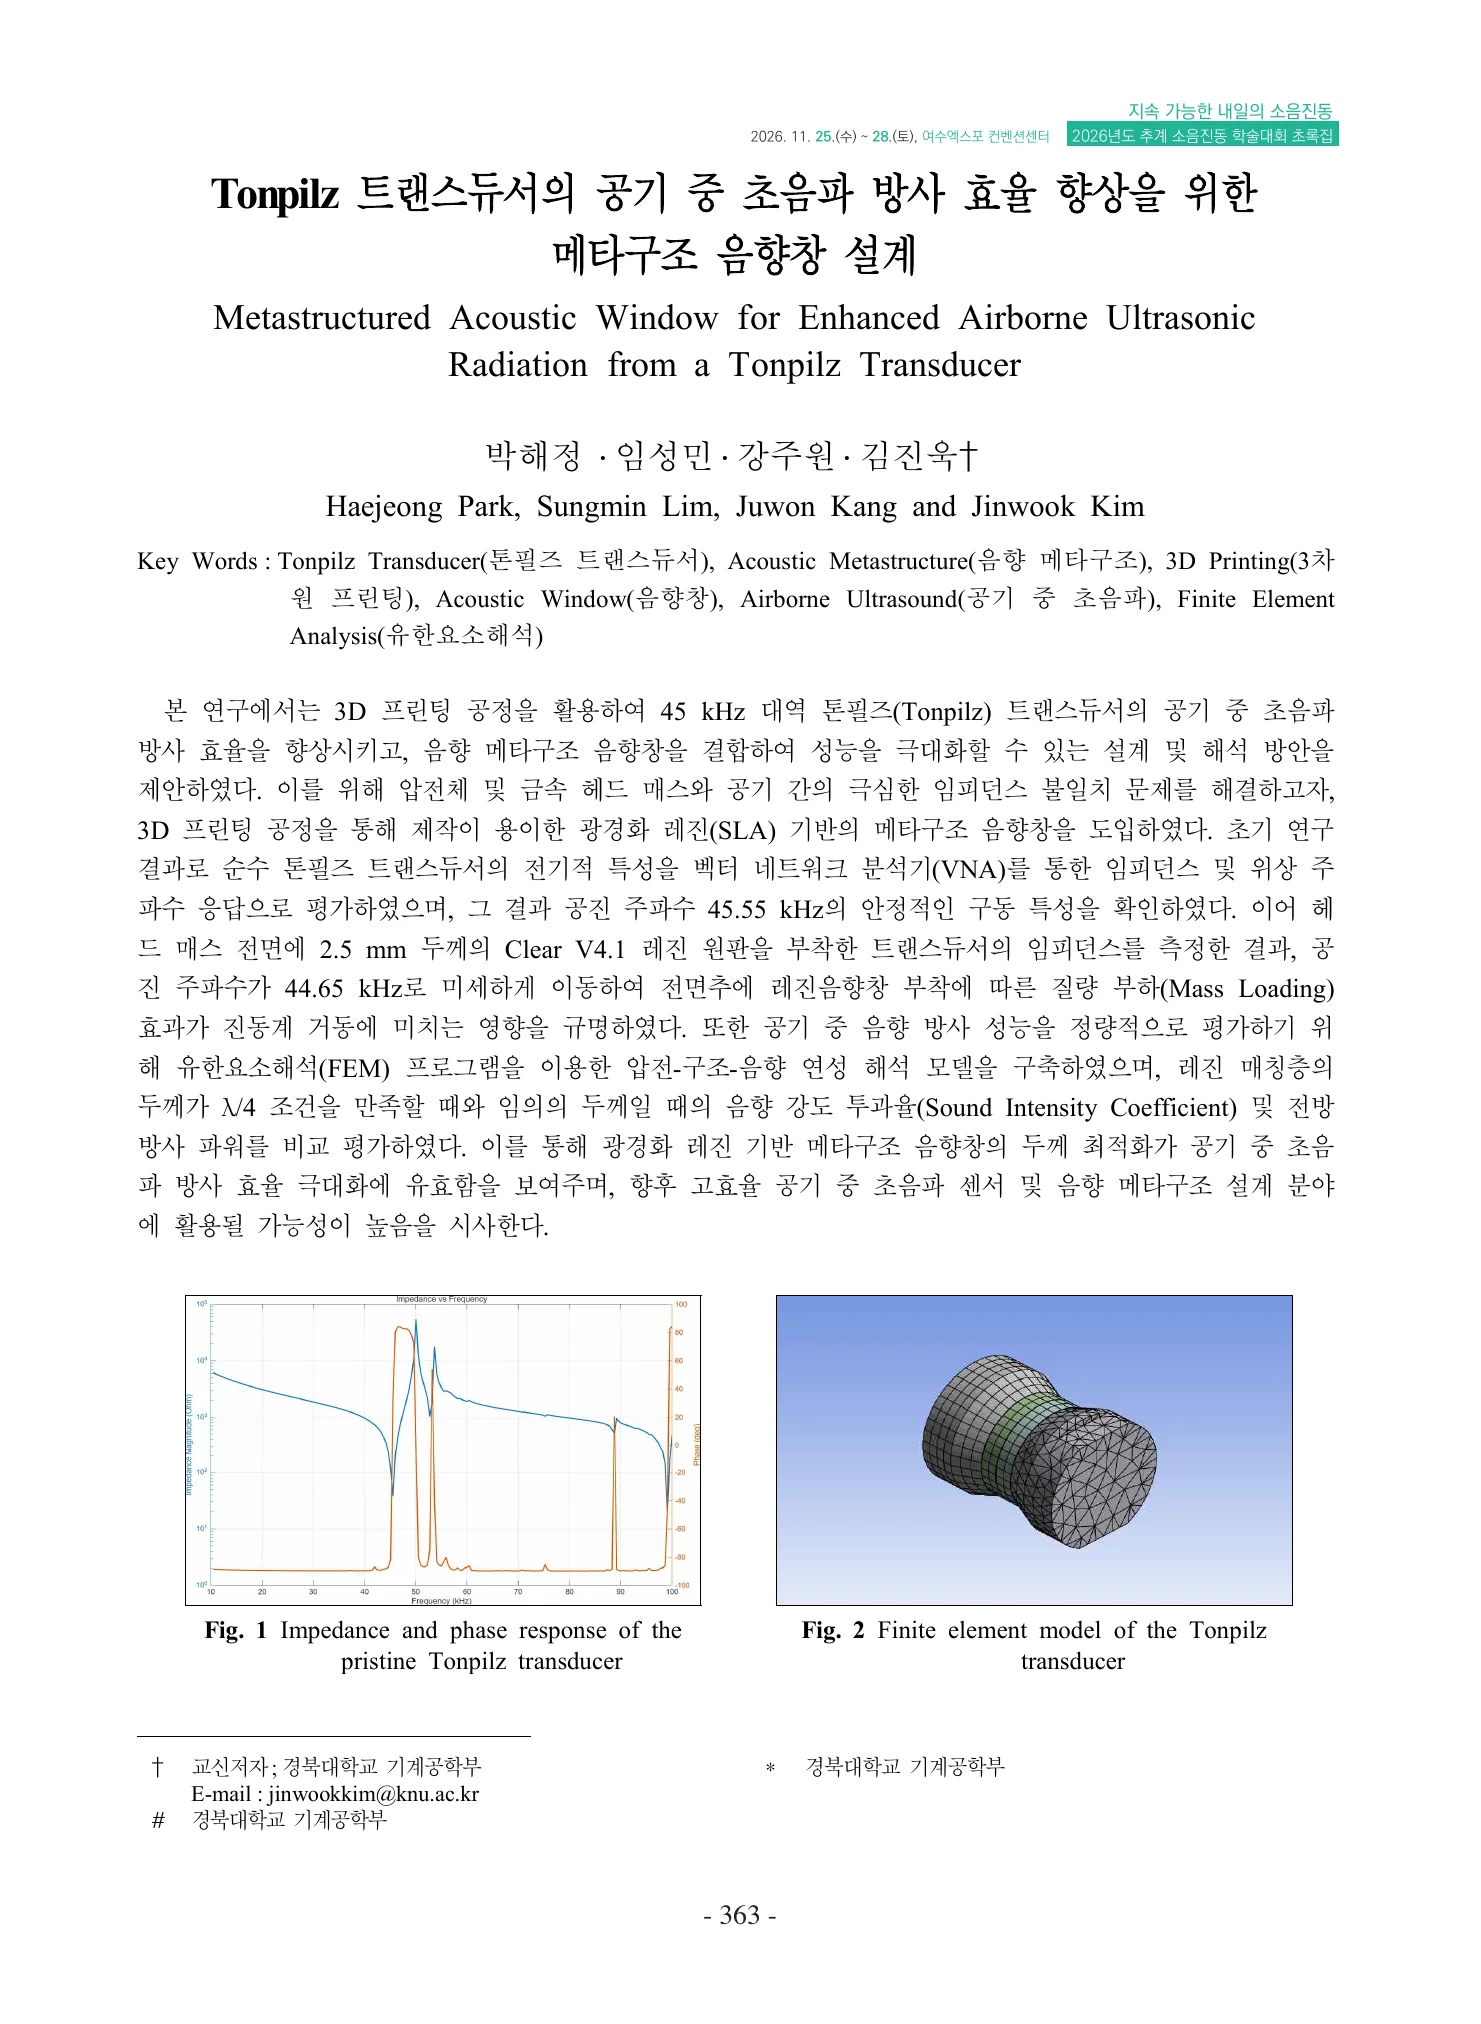 지속 가능한 내일의 소음진동
2026. 11. 25.(수) ~ 28.(토), 여수엑스포 컨벤션센터 2026년도 추계 소음진동 학술대회 초록집
Tonpilz 트랜스듀서의 공기 중 초음파 방사 효율 향상을 위한
메타구조 음향창 설계
Metastructured Acoustic Window for Enhanced Airborne Ultrasonic
Radiation from a Tonpilz Transducer
박해정 · 임성민 · 강주원 · 김진욱†
Haejeong Park, Sungmin Lim, Juwon Kang and Jinwook Kim
Key Words : Tonpilz Transducer(톤필즈 트랜스듀서), Acoustic Metastructure(음향 메타구조), 3D Printing(3차
원 프린팅), Acoustic Window(음향창), Airborne Ultrasound(공기 중 초음파), Finite Element
Analysis(유한요소해석)
본 연구에서는 3D 프린팅 공정을 활용하여 45 kHz 대역 톤필즈(Tonpilz) 트랜스듀서의 공기 중 초음파
방사 효율을 향상시키고, 음향 메타구조 음향창을 결합하여 성능을 극대화할 수 있는 설계 및 해석 방안을
제안하였다. 이를 위해 압전체 및 금속 헤드 매스와 공기 간의 극심한 임피던스 불일치 문제를 해결하고자,
3D 프린팅 공정을 통해 제작이 용이한 광경화 레진(SLA) 기반의 메타구조 음향창을 도입하였다. 초기 연구
결과로 순수 톤필즈 트랜스듀서의 전기적 특성을 벡터 네트워크 분석기(VNA)를 통한 임피던스 및 위상 주
파수 응답으로 평가하였으며, 그 결과 공진 주파수 45.55 kHz의 안정적인 구동 특성을 확인하였다. 이어 헤
드 매스 전면에 2.5 mm 두께의 Clear V4.1 레진 원판을 부착한 트랜스듀서의 임피던스를 측정한 결과, 공
진 주파수가 44.65 kHz로 미세하게 이동하여 전면추에 레진음향창 부착에 따른 질량 부하(Mass Loading)
효과가 진동계 거동에 미치는 영향을 규명하였다. 또한 공기 중 음향 방사 성능을 정량적으로 평가하기 위
해 유한요소해석(FEM) 프로그램을 이용한 압전-구조-음향 연성 해석 모델을 구축하였으며, 레진 매칭층의
두께가 λ/4 조건을 만족할 때와 임의의 두께일 때의 음향 강도 투과율(Sound Intensity Coefficient) 및 전방
방사 파워를 비교 평가하였다. 이를 통해 광경화 레진 기반 메타구조 음향창의 두께 최적화가 공기 중 초음
파 방사 효율 극대화에 유효함을 보여주며, 향후 고효율 공기 중 초음파 센서 및 음향 메타구조 설계 분야
에 활용될 가능성이 높음을 시사한다.
Impedance vs Frequency
10⁵
10⁴
10³
10²
10¹
10⁰
Impedance Magnitude (Ohm)
100
80
60
40
20
0
-20
-40
-60
-80
-100
Phase (deg)
10 20 30 40 50 60 70 80 90 100
Frequency (kHz)
Fig. 1 Impedance and phase response of the
pristine Tonpilz transducer
Fig. 2 Finite element model of the Tonpilz
transducer
† 교신저자; 경북대학교 기계공학부
E-mail : jinwookkim@knu.ac.kr
# 경북대학교 기계공학부
* 경북대학교 기계공학부
- 363 -